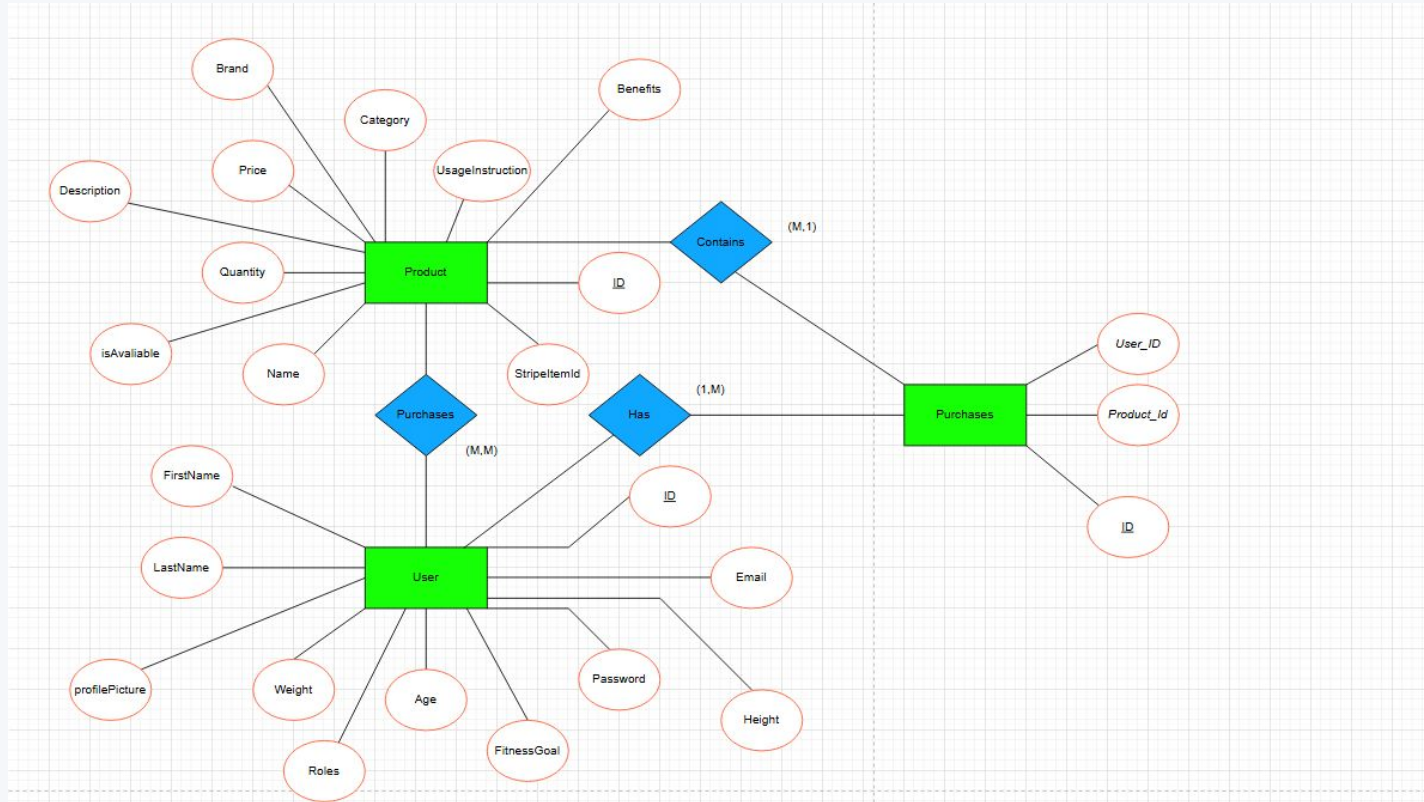 Brand
Benefits
Category
Price
UsageInstruction
Description
Contains
(M,1)
Quantity
Product
ID
isAvaliable
Name
StripeItemId
User_ID
Purchases
Has
(1,M)
Purchases
Product_Id
(M,M)
FirstName
ID
ID
LastName
User
Email
profilePicture
Weight
Age
Password
Height
FitnessGoal
Roles